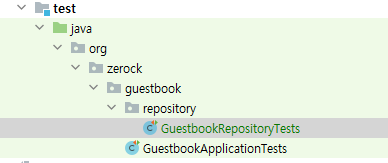 test
java
org
zerock
guestbook
repository
GuestbookRepositoryTests
GuestbookApplicationTests